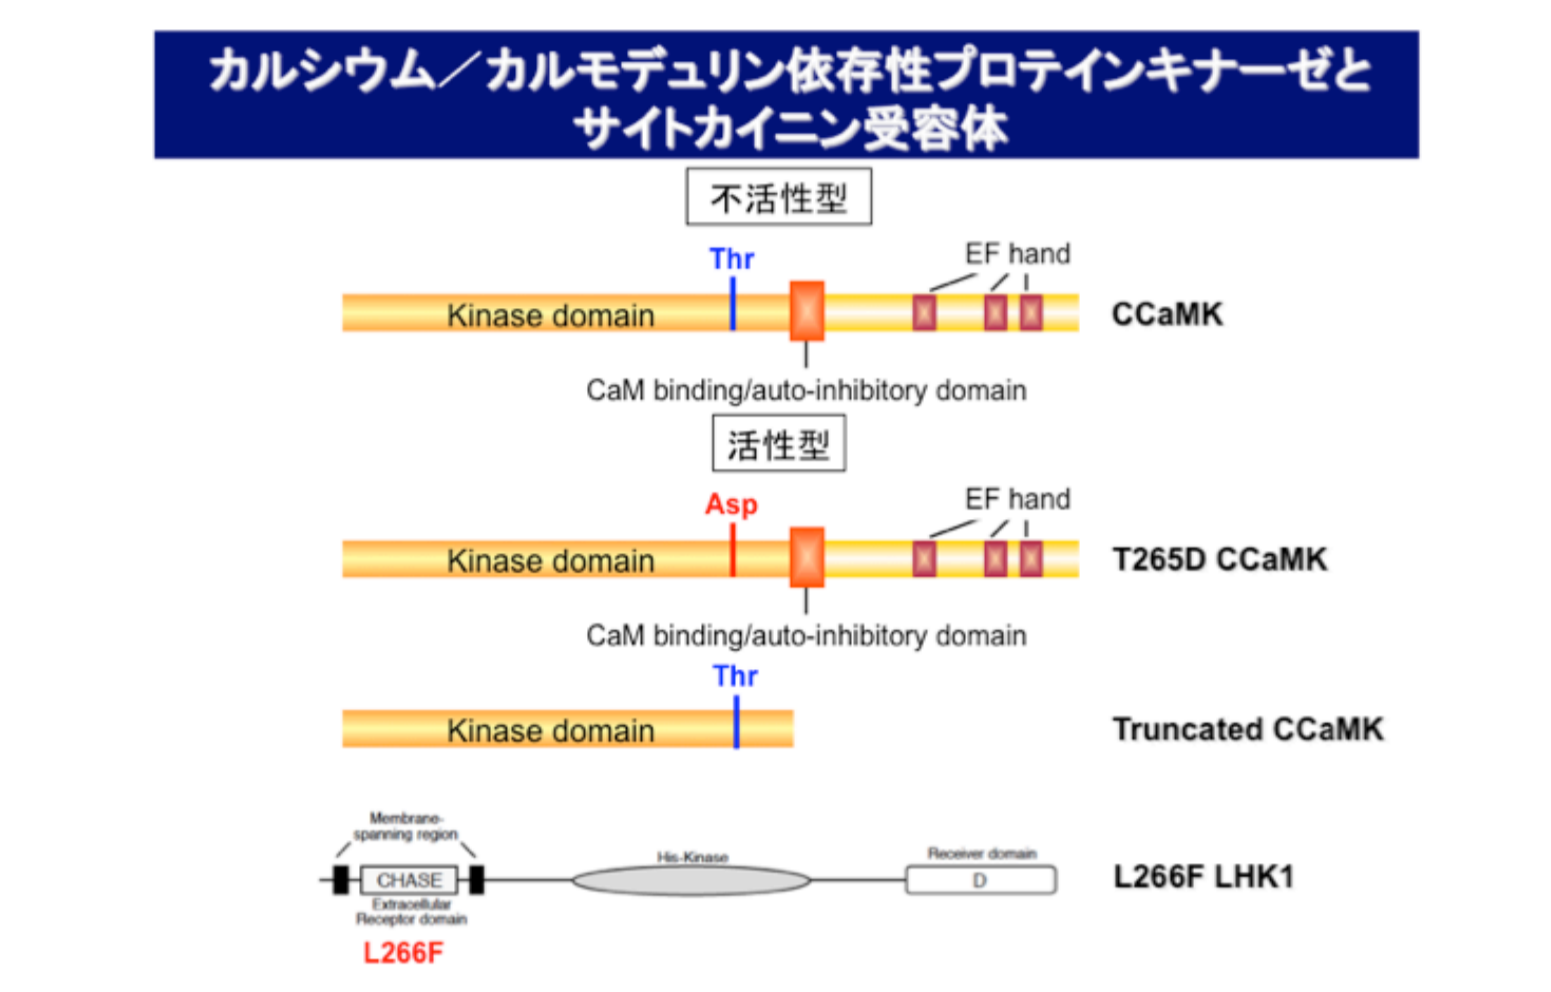 カルシウム／カルモデュリン依存性プロテインキナーゼと
サイトカイニン受容体
不活性型
Thr
EF hand
Kinase domain
CCaMK
CaM binding/auto-inhibitory domain
活性型
Asp
EF hand
Kinase domain
T265D CCaMK
CaM binding/auto-inhibitory domain
Thr
Kinase domain
Truncated CCaMK
Membrane-
spanning region
His-Kinase
Receiver domain
CHASE
D
L266F LHK1
Extracellular
Receptor domain
L266F